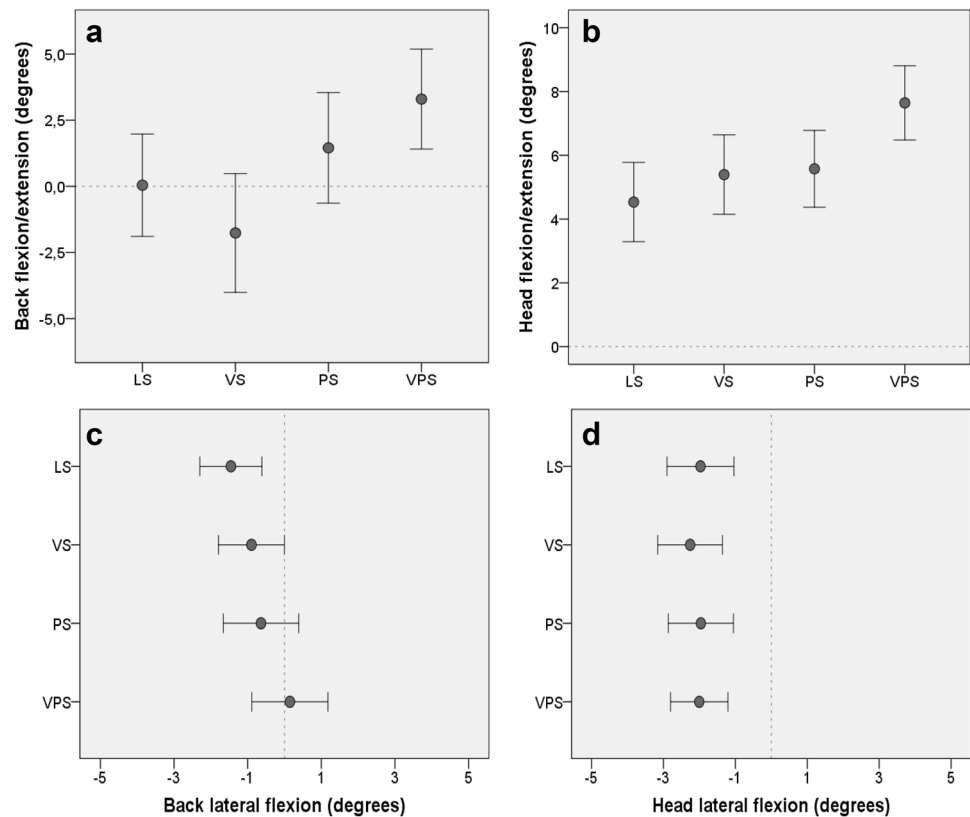 a
Back flexion/extension (degrees)
5,0
2,5
0,0
-2,5
-5,0
LS VS PS VPS
b
Head flexion/extension (degrees)
10
8
6
4
2
0
LS VS PS VPS
c
LS
VS
PS
VPS
-5 -3 -1 1 3 5
Back lateral flexion (degrees)
d
LS
VS
PS
VPS
-5 -3 -1 1 3 5
Head lateral flexion (degrees)